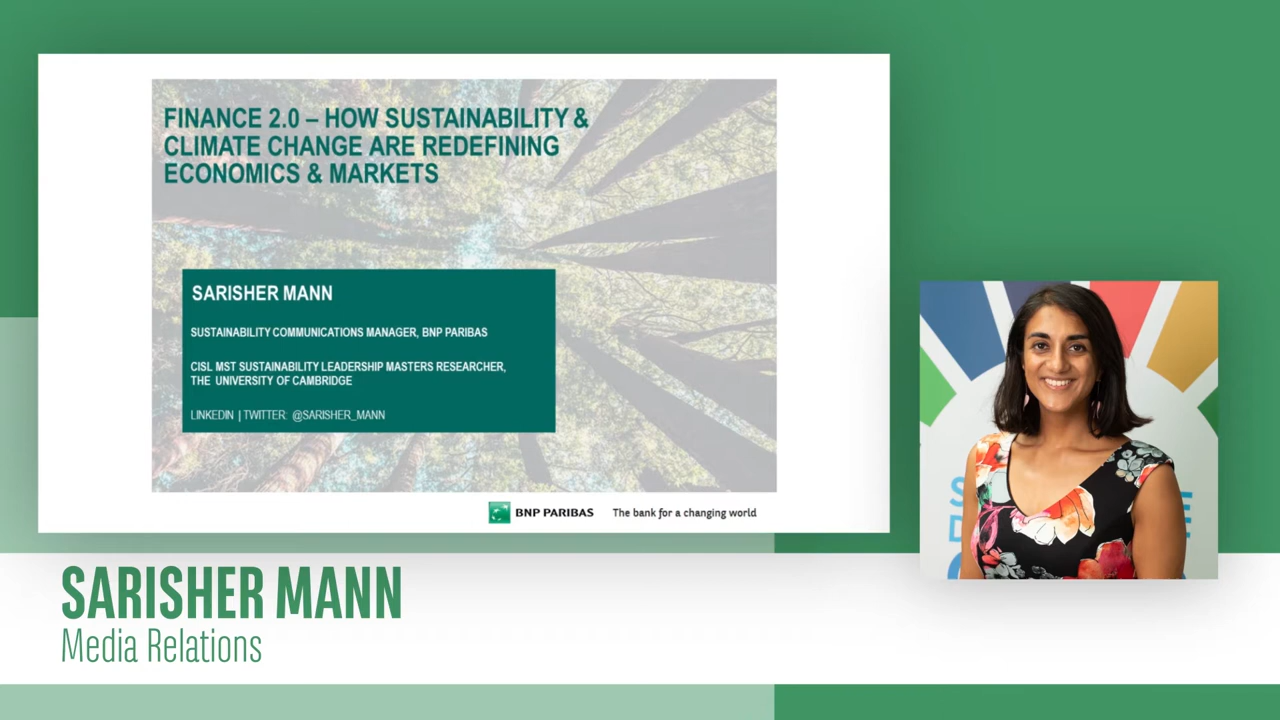 FINANCE 2.0 – HOW SUSTAINABILITY &
CLIMATE CHANGE ARE REDEFINING
ECONOMICS & MARKETS
SARISHER MANN
SUSTAINABILITY COMMUNICATIONS MANAGER, BNP PARIBAS
CISL MST SUSTAINABILITY LEADERSHIP MASTERS RESEARCHER,
THE UNIVERSITY OF CAMBRIDGE
LINKEDIN | TWITTER: @SARISHER_MANN
BNP PARIBAS The bank for a changing world
SARISHER MANN
Media Relations